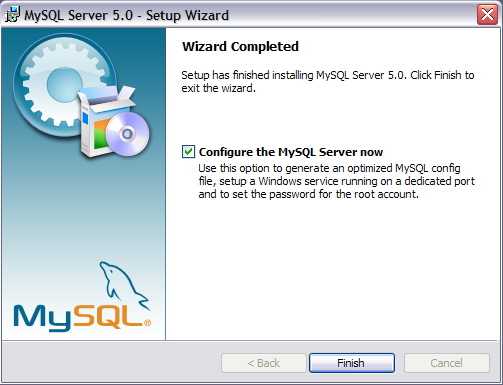 MySQL Server 5.0 - Setup Wizard
Wizard Completed
Setup has finished installing MySQL Server 5.0. Click Finish to
exit the wizard.
Configure the MySQL Server now
Use this option to generate an optimized MySQL config
file, setup a Windows service running on a dedicated port
and to set the password for the root account.
MySQL®
< Back
Finish
Cancel